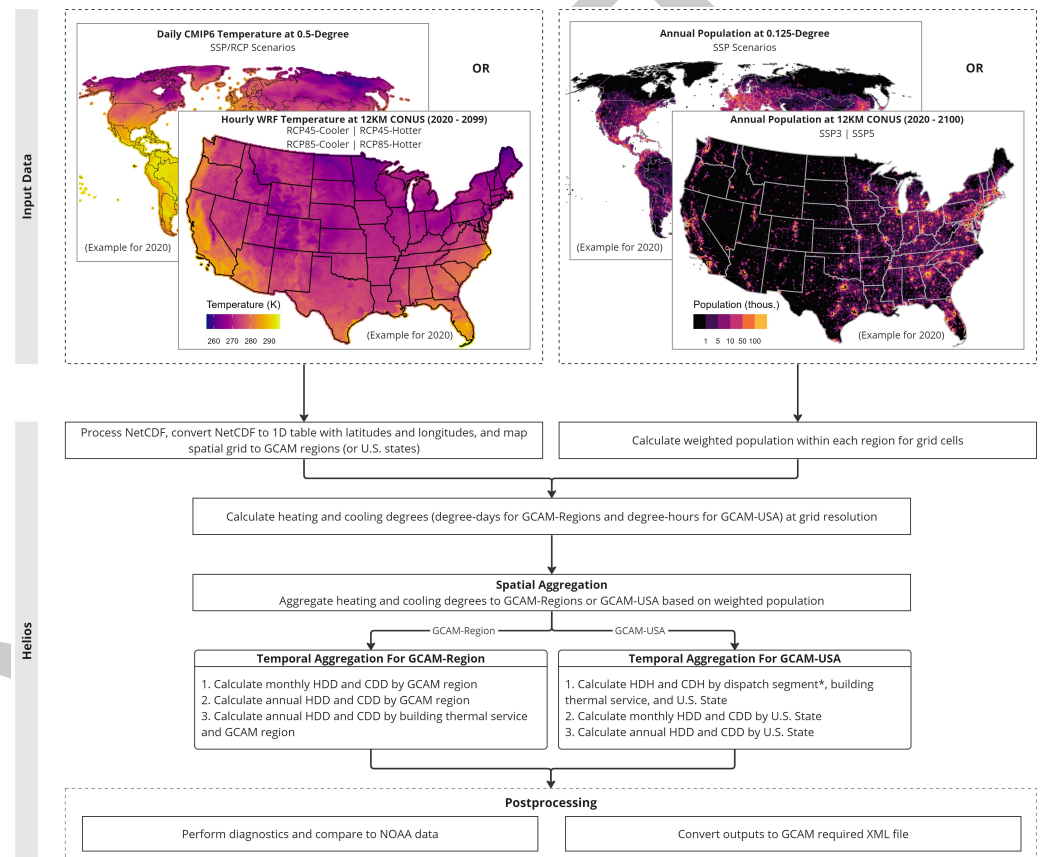 Input Data
Daily CMIP6 Temperature at 0.5-Degree
SSP/RCP Scenarios
OR
Hourly WRF Temperature at 12KM CONUS (2020 - 2099)
RCP45-Cooler | RCP45-Hotter
RCP85-Cooler | RCP85-Hotter
(Example for 2020)
Temperature (K)
260 270 280 290
(Example for 2020)
Annual Population at 0.125-Degree
SSP Scenarios
OR
Annual Population at 12KM CONUS (2020 - 2100)
SSP3 | SSP5
(Example for 2020)
Population (thous.)
1 5 10 50 100
(Example for 2020)
Helios
Process NetCDF, convert NetCDF to 1D table with latitudes and longitudes, and map
spatial grid to GCAM regions (or U.S. states)
Calculate weighted population within each region for grid cells
Calculate heating and cooling degrees (degree-days for GCAM-Regions and degree-hours for GCAM-USA) at grid resolution
Spatial Aggregation
Aggregate heating and cooling degrees to GCAM-Regions or GCAM-USA based on weighted population
GCAM-Region
GCAM-USA
Temporal Aggregation For GCAM-Region
1. Calculate monthly HDD and CDD by GCAM region
2. Calculate annual HDD and CDD by GCAM region
3. Calculate annual HDD and CDD by building thermal service
and GCAM region
Temporal Aggregation For GCAM-USA
1. Calculate HDH and CDH by dispatch segment*, building
thermal service, and U.S. State
2. Calculate monthly HDD and CDD by U.S. State
3. Calculate annual HDD and CDD by U.S. State
Postprocessing
Perform diagnostics and compare to NOAA data
Convert outputs to GCAM required XML file